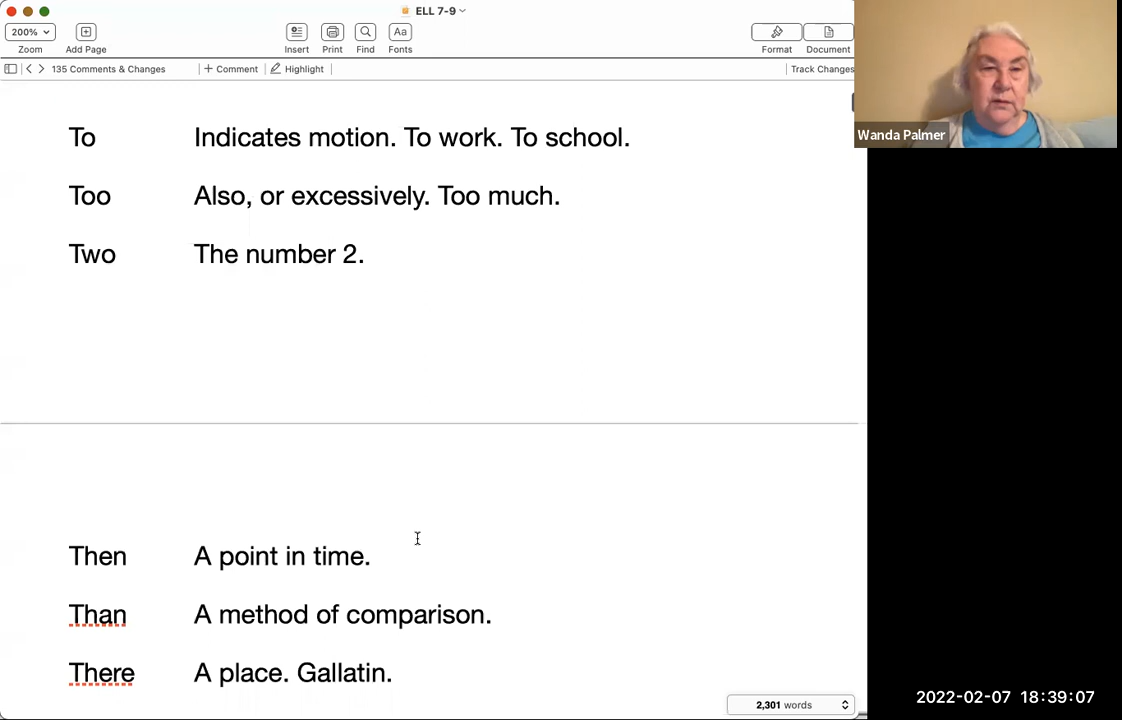 ELL 7-9
200%
Zoom
Add Page
Insert
Print
Find
Aa
Fonts
Format
Document
135 Comments & Changes
+ Comment
Highlight
Track Changes
Wanda Palmer
To Indicates motion. To work. To school.
Too Also, or excessively. Too much.
Two The number 2.
Then A point in time.
Than A method of comparison.
There A place. Gallatin.
2,301 words
2022-02-07 18:39:07